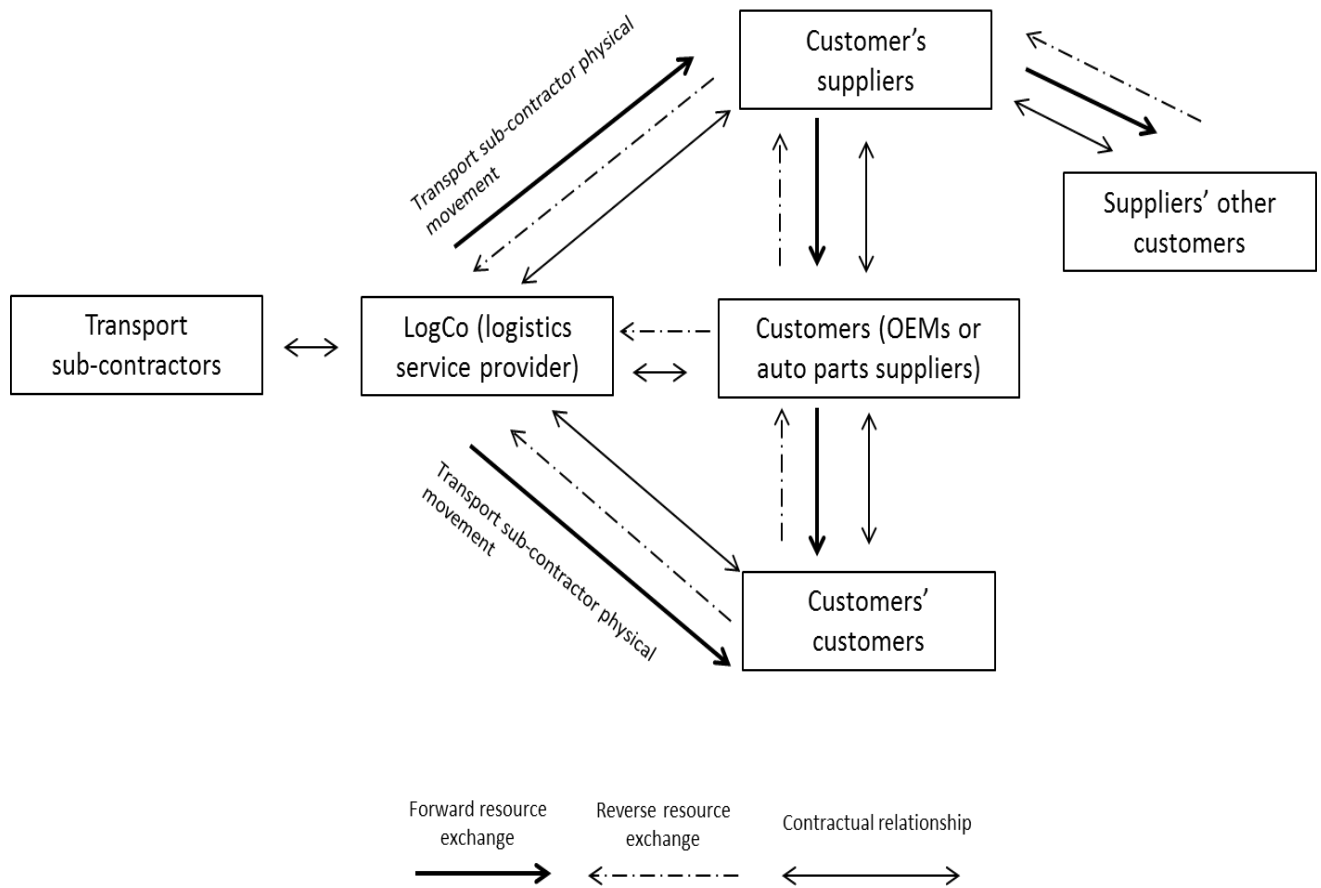 Customer’s
suppliers
Transport sub-contractor physical
movement
Suppliers’ other
customers
Transport
sub-contractors
LogCo (logistics
service provider)
Customers (OEMs or
auto parts suppliers)
Transport sub-contractor physical
movement
Customers’
customers
Forward resource
exchange
Reverse resource
exchange
Contractual relationship